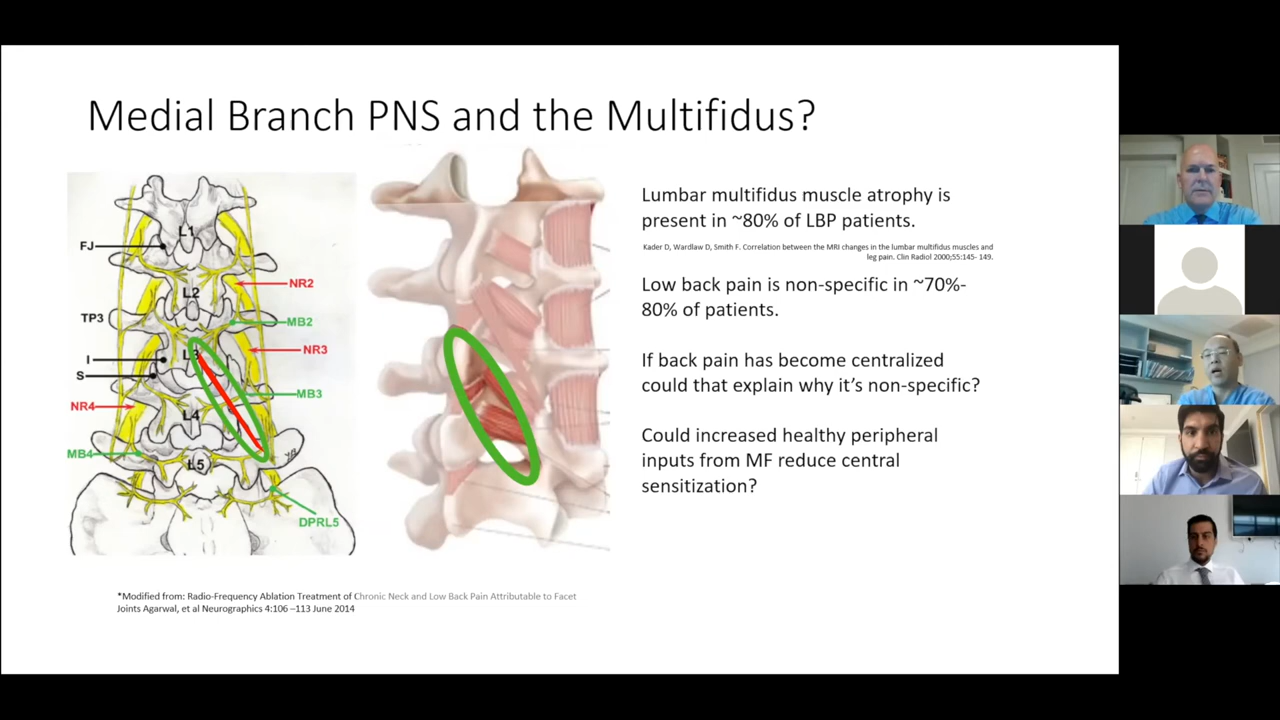 Medial Branch PNS and the Multifidus?
L1
FJ
NR2
L2
TP3
MB2
L3
NR3
I
S
MB3
NR4
L4
MB4
L5
DPRL5
Lumbar multifidus muscle atrophy is
present in ~80% of LBP patients.
Kader D, Wardlaw D, Smith F. Correlation between the MRI changes in the lumbar multifidus muscles and
leg pain. Clin Radiol 2000;55:145- 149.
Low back pain is non-specific in ~70%-
80% of patients.
If back pain has become centralized
could that explain why it’s non-specific?
Could increased healthy peripheral
inputs from MF reduce central
sensitization?
*Modified from: Radio-Frequency Ablation Treatment of Chronic Neck and Low Back Pain Attributable to Facet
Joints Agarwal, et al Neurographics 4:106 –113 June 2014